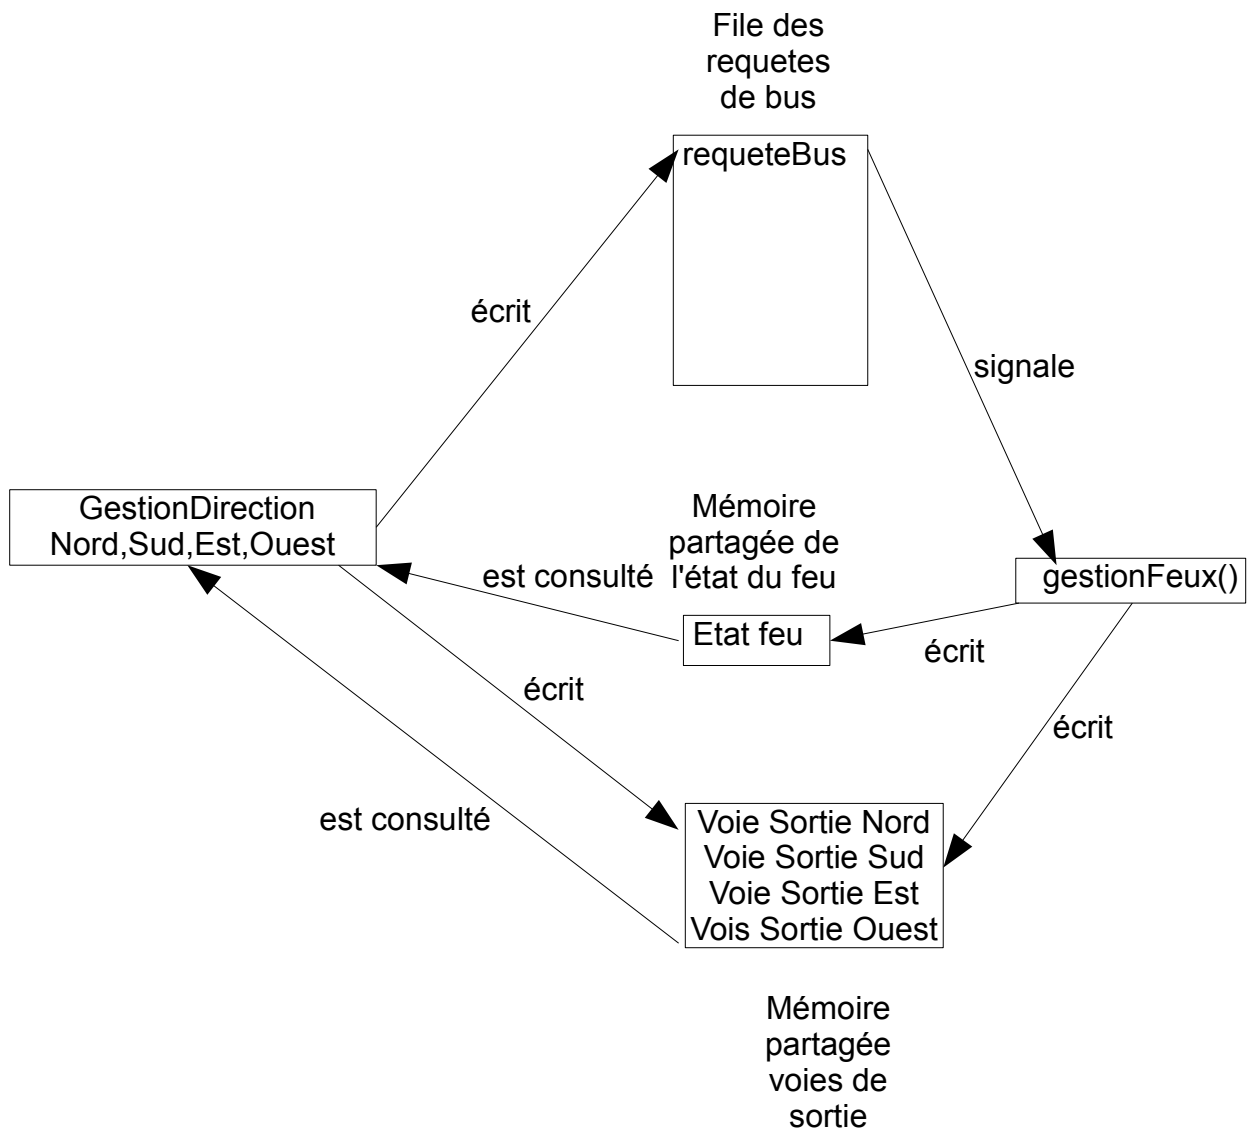 File des
requetes
de bus
requeteBus
écrit
signale
GestionDirection
Nord,Sud,Est,Ouest
Mémoire
partagée de
l'état du feu
est consulté
gestionFeux()
Etat feu
écrit
écrit
écrit
est consulté
Voie Sortie Nord
Voie Sortie Sud
Voie Sortie Est
Vois Sortie Ouest
Mémoire
partagée
voies de
sortie